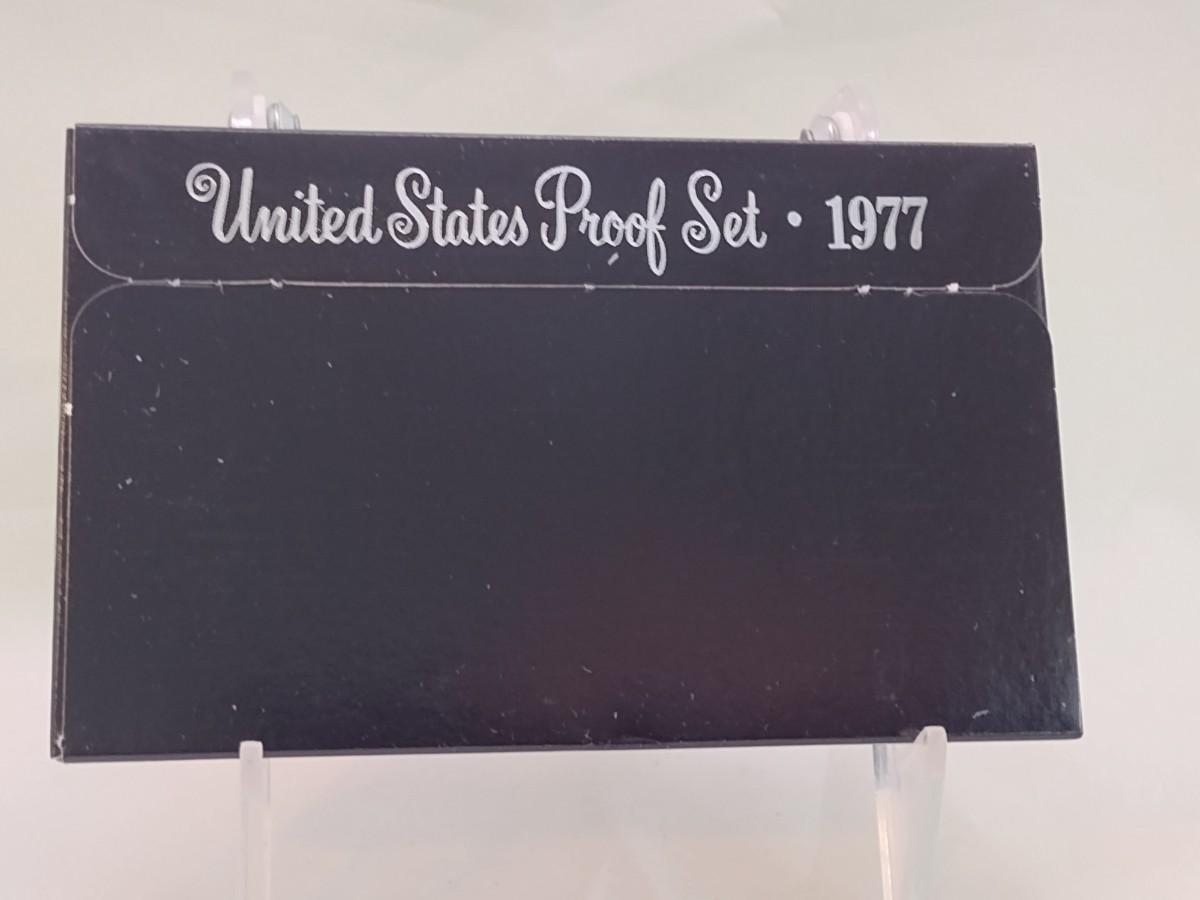 United States Proof Set • 1977